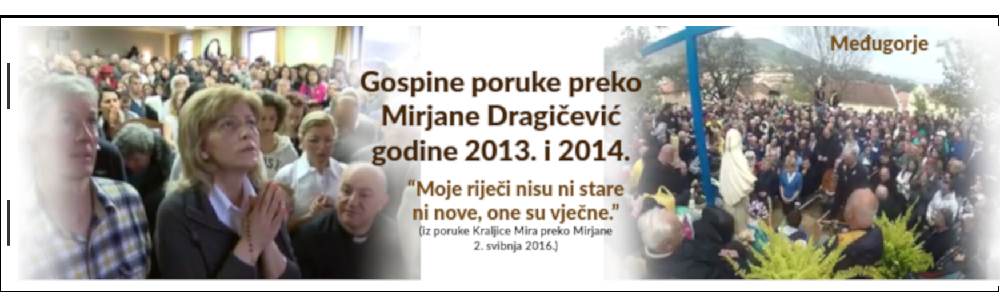 Međugorje
Gospine poruke preko
Mirjane Dragičević
godine 2013. i 2014.
“Moje riječi nisu ni stare
ni nove, one su vječne.”
(iz poruke Kraljice Mira preko Mirjane
2. svibnja 2016.)